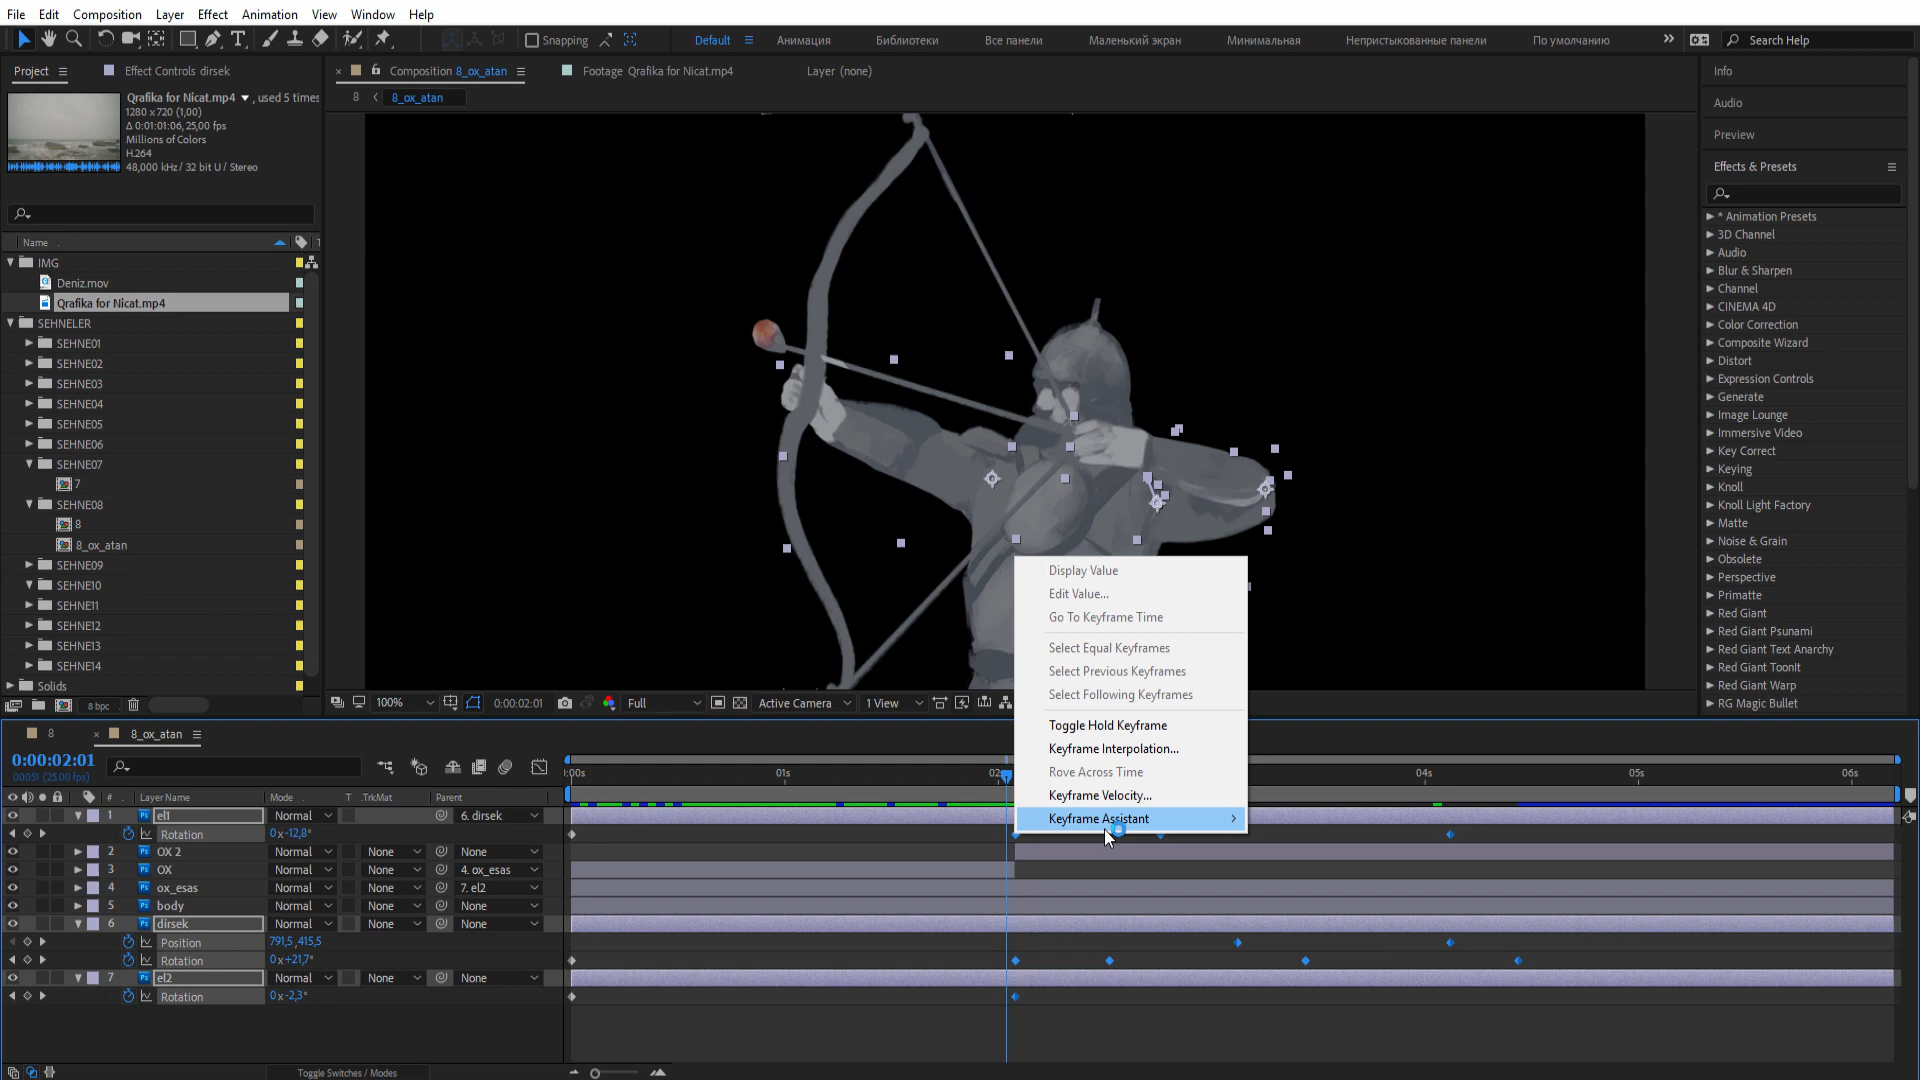 File Edit Composition Layer Effect Animation View Window Help
Snapping Default Анимация Библиотеки Все панели Маленький экран Минимальная Непристыкованные панели По умолчанию Search Help
Project Effect Controls dirsek Composition 8_ox_atan Footage Qrafika for Nicat.mp4 Layer (none) Info
8 8_ox_atan
Qrafika for Nicat.mp4 , used 5 times
1280 x 720 (1,00)
Δ 0:01:01:06, 25,00 fps
Millions of Colors
H.264
48,000 kHz / 32 bit U / Stereo
Name
IMG
Deniz.mov
Qrafika for Nicat.mp4
SEHNELER
SEHNE01
SEHNE02
SEHNE03
SEHNE04
SEHNE05
SEHNE06
SEHNE07
7
SEHNE08
8
8_ox_atan
SEHNE09
SEHNE10
SEHNE11
SEHNE12
SEHNE13
SEHNE14
Solids
8 bpc
100% 0:00:02:01 Full Active Camera 1 View
Audio
Preview
Effects & Presets
* Animation Presets
3D Channel
Audio
Blur & Sharpen
Channel
CINEMA 4D
Color Correction
Composite Wizard
Distort
Expression Controls
Generate
Image Lounge
Immersive Video
Key Correct
Keying
Knoll
Knoll Light Factory
Matte
Noise & Grain
Obsolete
Perspective
Primatte
Red Giant
Red Giant Psunami
Red Giant Text Anarchy
Red Giant ToonIt
Red Giant Warp
RG Magic Bullet
Display Value
Edit Value...
Go To Keyframe Time
Select Equal Keyframes
Select Previous Keyframes
Select Following Keyframes
Toggle Hold Keyframe
Keyframe Interpolation...
Rove Across Time
Keyframe Velocity...
Keyframe Assistant
8 8_ox_atan
0:00:02:01
00051 (25.00 fps)
:00s 01s 02 04s 05s 06s
# Layer Name Mode T .TrkMat Parent
1 el1 Normal 6. dirsek
Rotation 0x-12,8°
2 OX 2 Normal None None
3 OX Normal None 4. ox_esas
4 ox_esas Normal None 7. el2
5 body Normal None None
6 dirsek Normal None None
Position 791,5 ,415,5
Rotation 0x+21,7°
7 el2 Normal None None
Rotation 0x-2,3°
Toggle Switches / Modes